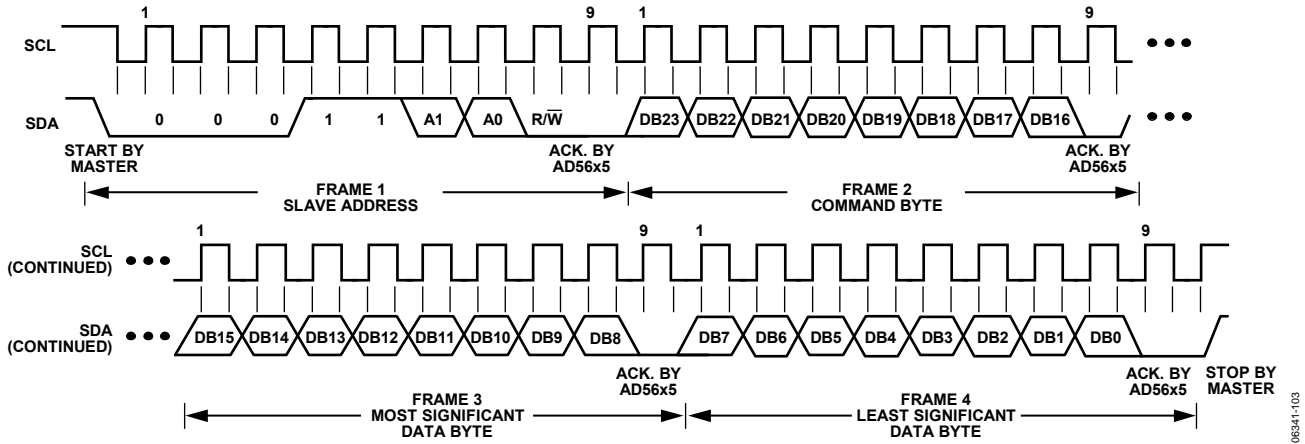 1 9 1 9
SCL
SDA 0 0 0 1 1 A1 A0 R/W̅ DB23 DB22 DB21 DB20 DB19 DB18 DB17 DB16
START BY MASTER
ACK. BY AD56x5
ACK. BY AD56x5
FRAME 1
SLAVE ADDRESS
FRAME 2
COMMAND BYTE
1 9 1 9
SCL
(CONTINUED)
SDA
(CONTINUED)
DB15 DB14 DB13 DB12 DB11 DB10 DB9 DB8 DB7 DB6 DB5 DB4 DB3 DB2 DB1 DB0
ACK. BY AD56x5
ACK. BY AD56x5
STOP BY MASTER
FRAME 3
MOST SIGNIFICANT
DATA BYTE
FRAME 4
LEAST SIGNIFICANT
DATA BYTE
06341-103